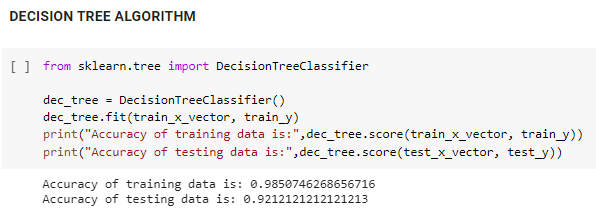 DECISION TREE ALGORITHM
[ ] from sklearn.tree import DecisionTreeClassifier
dec_tree = DecisionTreeClassifier()
dec_tree.fit(train_x_vector, train_y)
print("Accuracy of training data is:",dec_tree.score(train_x_vector, train_y))
print("Accuracy of testing data is:",dec_tree.score(test_x_vector, test_y))
Accuracy of training data is: 0.9850746268656716
Accuracy of testing data is: 0.9212121212121213